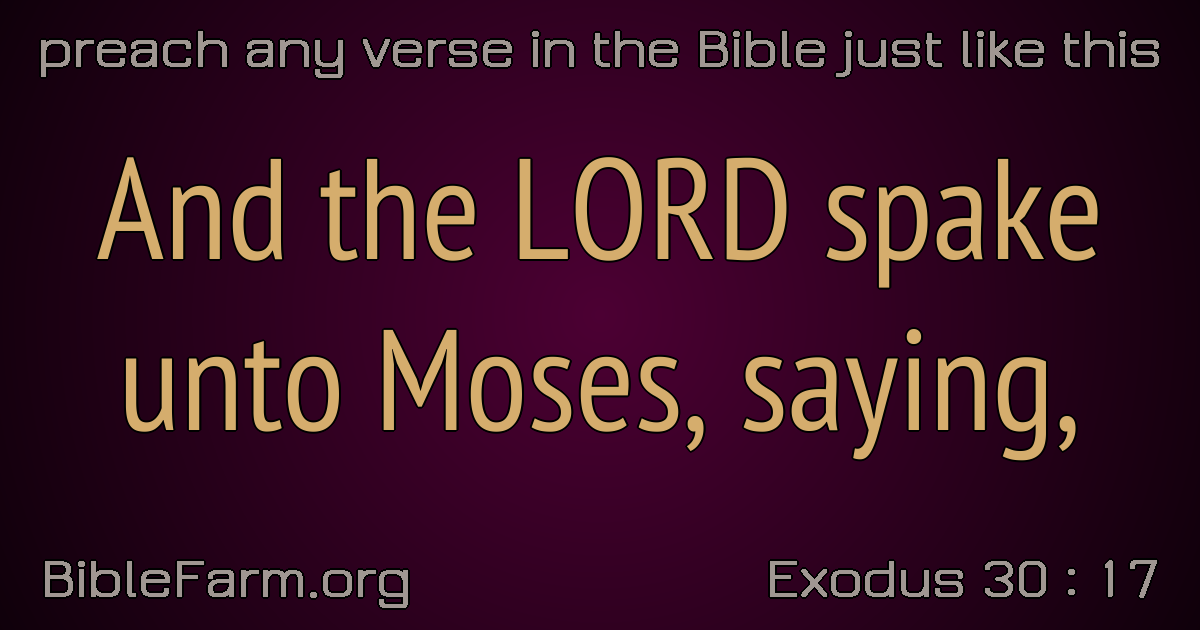 preach any verse in the Bible just like this
And the LORD spake
unto Moses, saying,
BibleFarm.org
Exodus 30 : 17